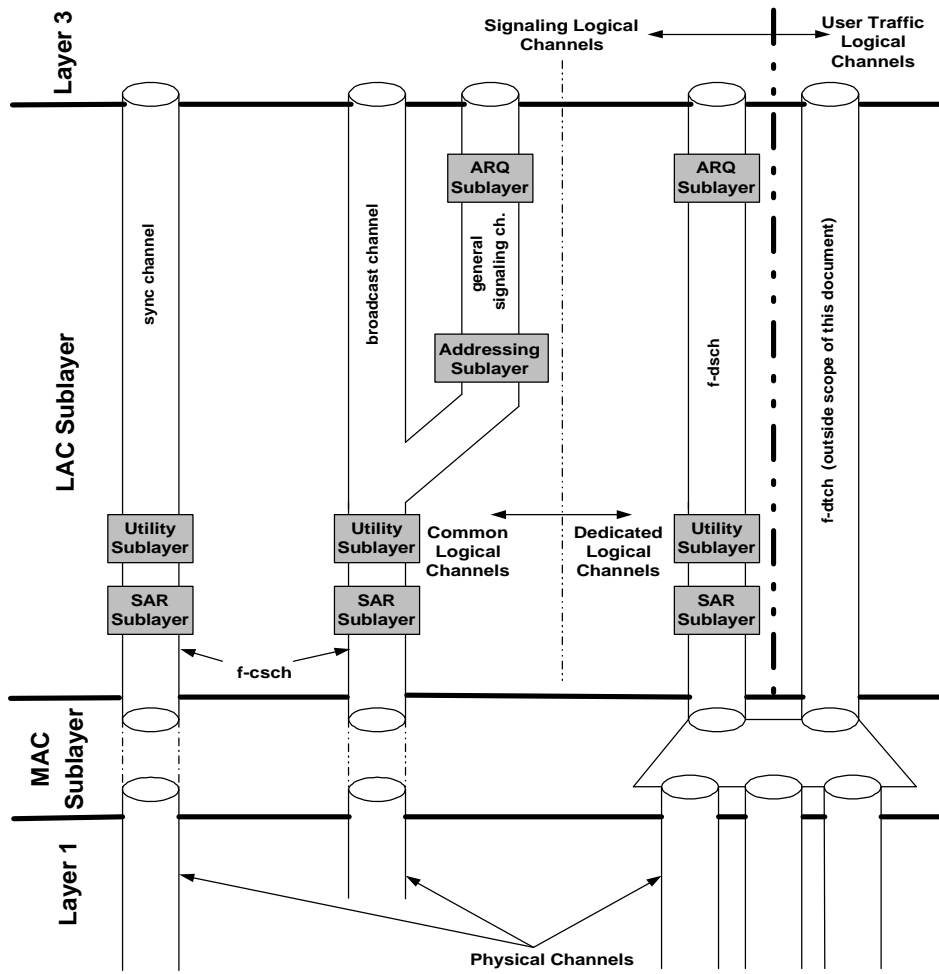 Signaling Logical
Channels
User Traffic
Logical
Channels
Layer 3
ARQ
Sublayer
ARQ
Sublayer
sync channel
broadcast channel
general
signaling ch.
f-dsch
f-dtch (outside scope of this document)
LAC Sublayer
Addressing
Sublayer
Utility
Sublayer
Utility
Sublayer
Common
Logical
Channels
Dedicated
Logical
Channels
Utility
Sublayer
SAR
Sublayer
SAR
Sublayer
SAR
Sublayer
f-csch
MAC
Sublayer
Layer 1
Physical Channels